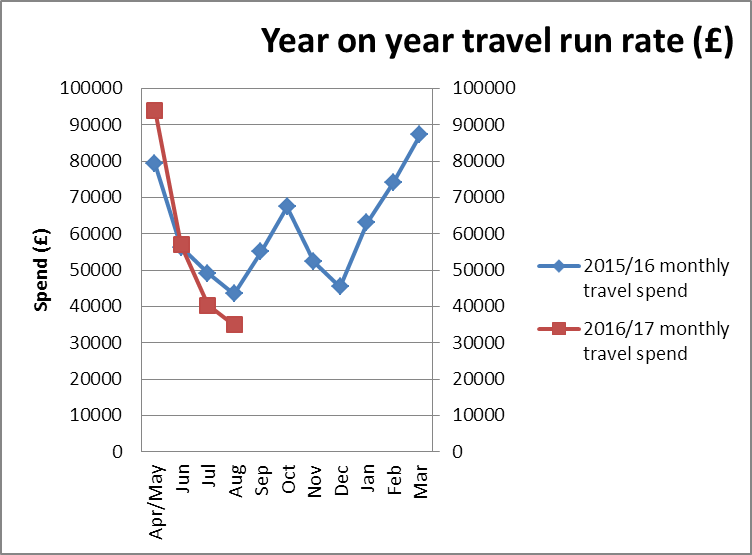 Year on year travel run rate (£)
100000
90000
80000
70000
60000
50000
40000
30000
20000
10000
0
Spend (£)
100000
90000
80000
70000
60000
50000
40000
30000
20000
10000
0
Apr/May
Jun
Jul
Aug
Sep
Oct
Nov
Dec
Jan
Feb
Mar
2015/16 monthly
travel spend
2016/17 monthly
travel spend